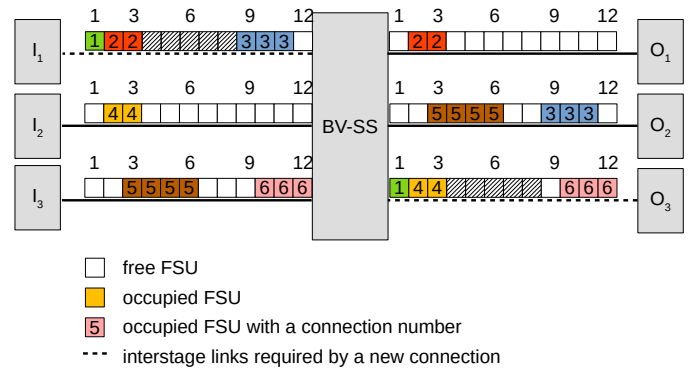 1 3 6 9 12 1 3 6 9 12
I1 1 2 2 3 3 3 2 2 O1
1 3 6 9 12 1 3 6 9 12
I2 4 4 BV-SS 5 5 5 5 3 3 3 O2
1 3 6 9 12 1 3 6 9 12
I3 5 5 5 5 6 6 6 1 4 4 6 6 6 O3
free FSU
occupied FSU
5 occupied FSU with a connection number
interstage links required by a new connection